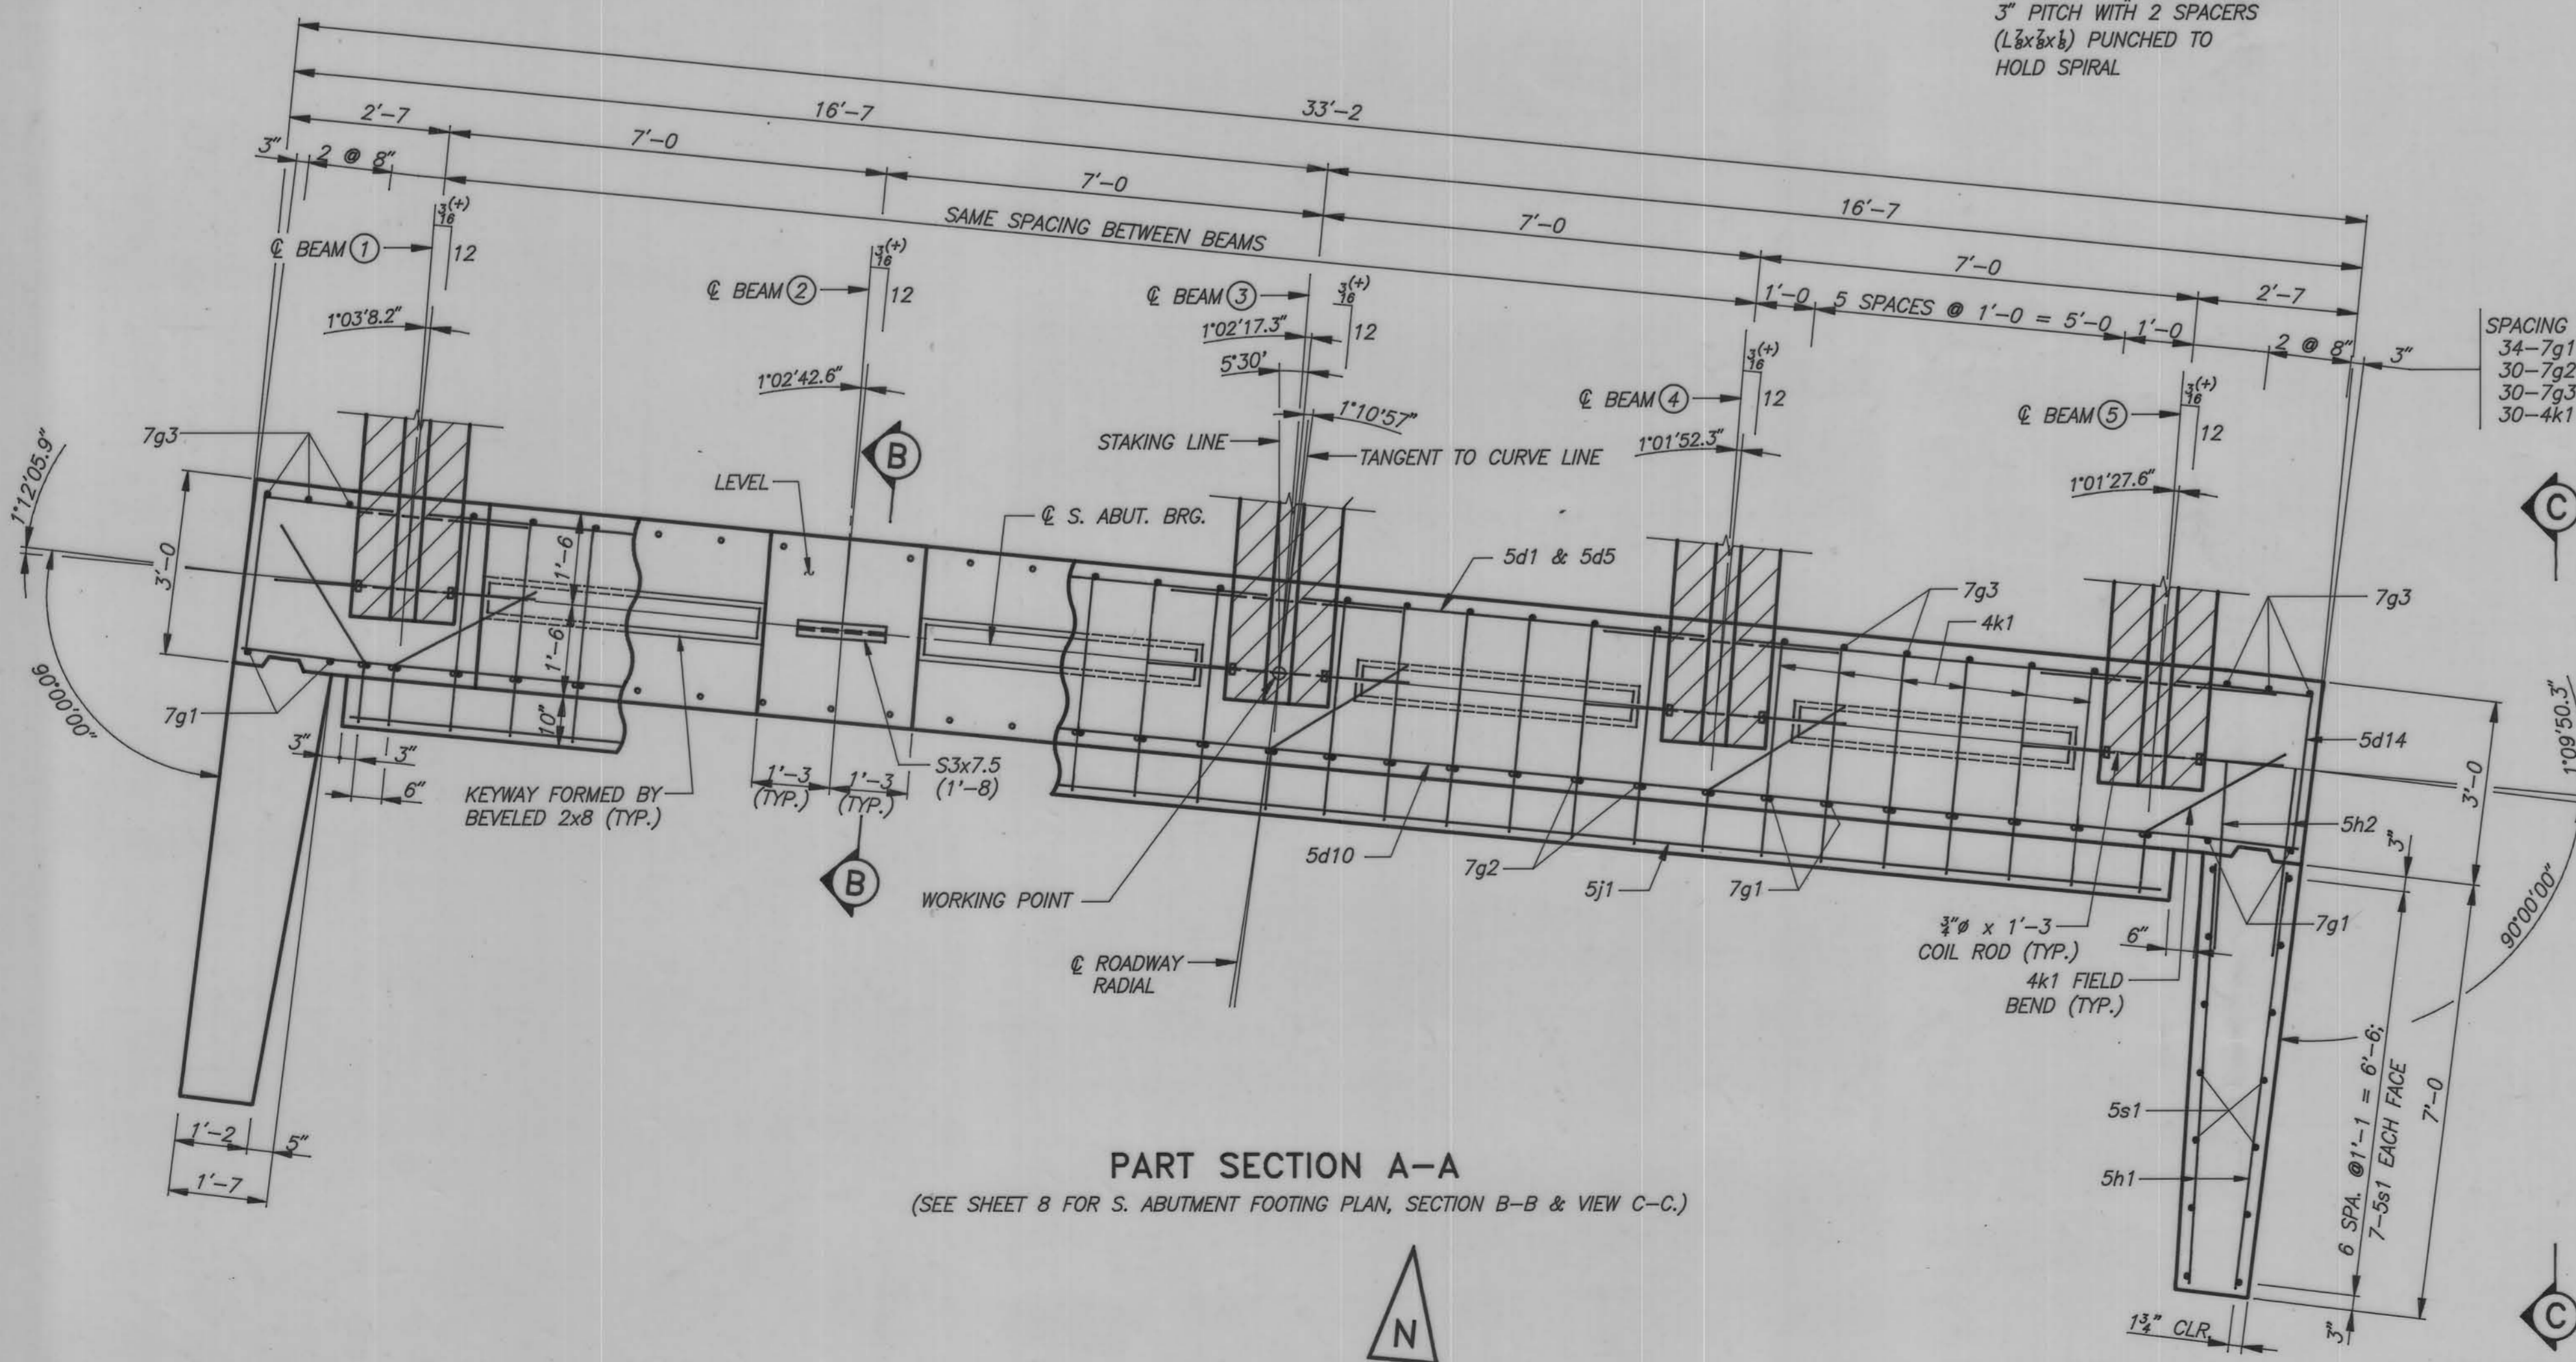 3" PITCH WITH 2 SPACERS
(L⅞x⅞x⅛) PUNCHED TO
HOLD SPIRAL
33'-2
16'-7
16'-7
2'-7
7'-0
7'-0
7'-0
7'-0
2'-7
3"
2 @ 8"
SAME SPACING BETWEEN BEAMS
1'-0
5 SPACES @ 1'-0 = 5'-0
1'-0
2 @ 8"
3"
SPACING
34-7g1
30-7g2
30-7g3
30-4k1
℄ BEAM ①
3/16 (+)
12
1°03'8.2"
℄ BEAM ②
3/16 (+)
12
1°02'42.6"
℄ BEAM ③
3/16 (+)
12
1°02'17.3"
5°30'
1°10'57"
STAKING LINE
TANGENT TO CURVE LINE
℄ BEAM ④
3/16 (+)
12
1°01'52.3"
℄ BEAM ⑤
3/16 (+)
12
1°01'27.6"
7g3
1°12'05.9"
3'-0
90°00'00"
LEVEL
B
℄ S. ABUT. BRG.
5d1 & 5d5
7g3
4k1
7g3
C
1'-6
1'-6
10"
7g1
3"
3"
6"
KEYWAY FORMED BY
BEVELED 2x8 (TYP.)
1'-3
(TYP.)
1'-3
(TYP.)
S3x7.5
(1'-8)
B
WORKING POINT
5d10
7g2
5j1
7g1
5d14
3'-0
1°09'50.3"
5h2
3"
7g1
90°00'00"
¾"ø x 1'-3
COIL ROD (TYP.)
6"
4k1 FIELD
BEND (TYP.)
℄ ROADWAY
RADIAL
5s1
5h1
6 SPA. @1'-1 = 6'-6;
7-5s1 EACH FACE
7'-0
1'-2
5"
1'-7
1¾" CLR.
3"
C
PART SECTION A-A
(SEE SHEET 8 FOR S. ABUTMENT FOOTING PLAN, SECTION B-B & VIEW C-C.)
N